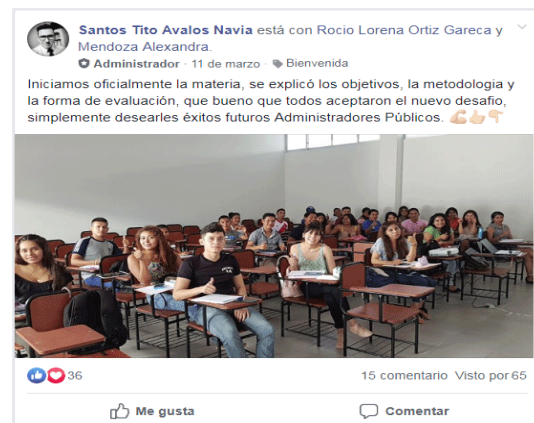 Santos Tito Avalos Navia está con Rocio Lorena Ortiz Gareca y
Mendoza Alexandra.
Administrador · 11 de marzo · Bienvenida
Iniciamos oficialmente la materia, se explicó los objetivos, la metodologia y
la forma de evaluación, que bueno que todos aceptaron el nuevo desafio,
simplemente desearles éxitos futuros Administradores Públicos. 💪🏻👍🏻👇🏻
36
15 comentario Visto por 65
Me gusta
Comentar